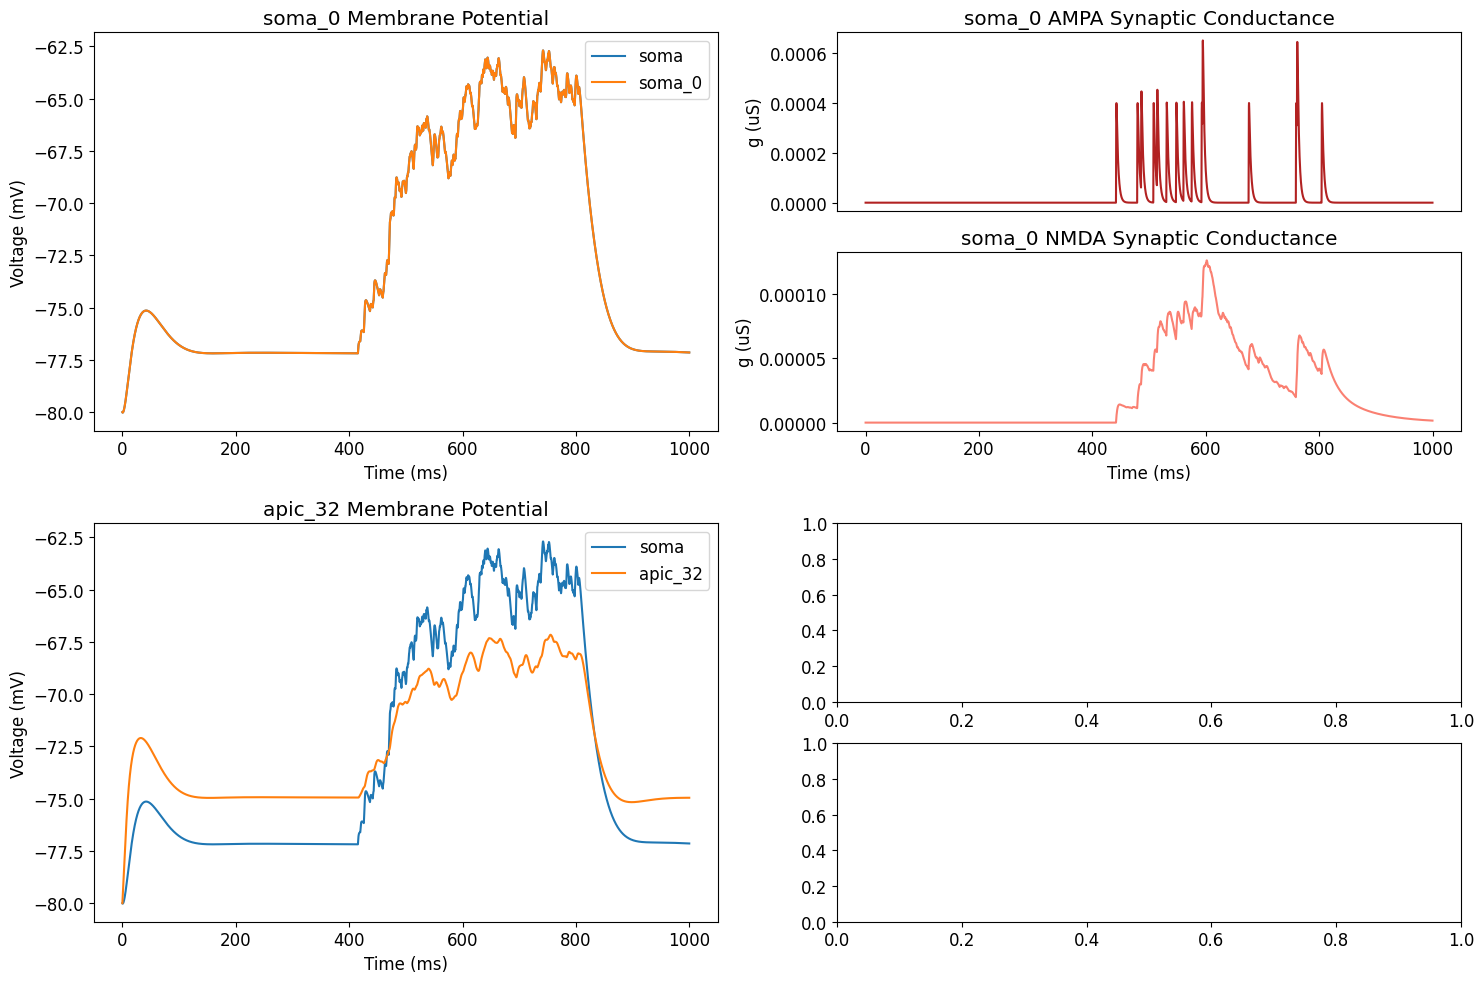 soma_0 Membrane Potential
Voltage (mV)
−62.5
−65.0
−67.5
−70.0
−72.5
−75.0
−77.5
−80.0
soma
soma_0
0 200 400 600 800 1000
Time (ms)
soma_0 AMPA Synaptic Conductance
g (uS)
0.0006
0.0004
0.0002
0.0000
soma_0 NMDA Synaptic Conductance
g (uS)
0.00010
0.00005
0.00000
0 200 400 600 800 1000
Time (ms)
apic_32 Membrane Potential
Voltage (mV)
−62.5
−65.0
−67.5
−70.0
−72.5
−75.0
−77.5
−80.0
soma
apic_32
0 200 400 600 800 1000
Time (ms)
1.0
0.8
0.6
0.4
0.2
0.0
0.0 0.2 0.4 0.6 0.8 1.0
1.0
0.8
0.6
0.4
0.2
0.0
0.0 0.2 0.4 0.6 0.8 1.0